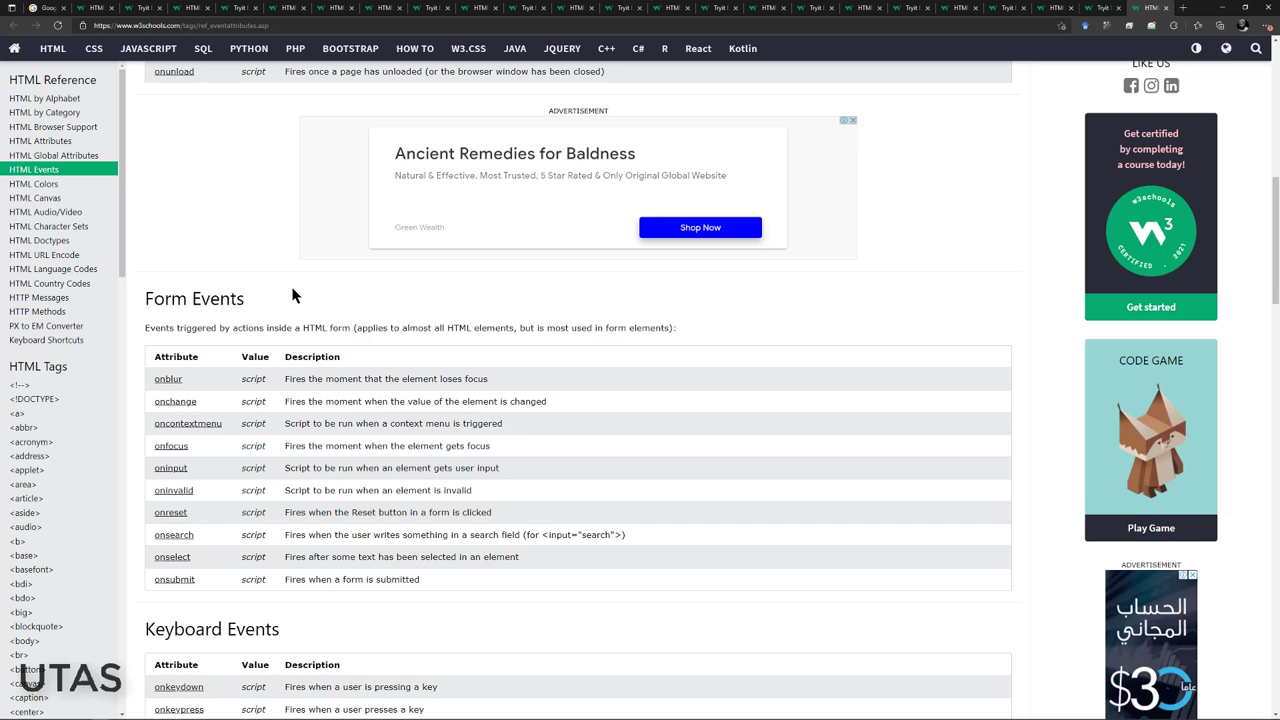 https://www.w3schools.com/tags/ref_eventattributes.asp
HTML CSS JAVASCRIPT SQL PYTHON PHP BOOTSTRAP HOW TO W3.CSS JAVA JQUERY C++ C# R React Kotlin
HTML Reference
HTML by Alphabet
HTML by Category
HTML Browser Support
HTML Attributes
HTML Global Attributes
HTML Events
HTML Colors
HTML Canvas
HTML Audio/Video
HTML Character Sets
HTML Doctypes
HTML URL Encode
HTML Language Codes
HTML Country Codes
HTTP Messages
HTTP Methods
PX to EM Converter
Keyboard Shortcuts
HTML Tags
<!-->
<!DOCTYPE>
<a>
<abbr>
<acronym>
<address>
<applet>
<area>
<article>
<aside>
<audio>
<b>
<base>
<basefont>
<bdi>
<bdo>
<big>
<blockquote>
<body>
<br>
<caption>
<center>
UTAS
onunload script Fires once a page has unloaded (or the browser window has been closed)
ADVERTISEMENT
Ancient Remedies for Baldness
Natural & Effective. Most Trusted, 5 Star Rated & Only Original Global Website
Green Wealth
Shop Now
Form Events
Events triggered by actions inside a HTML form (applies to almost all HTML elements, but is most used in form elements):
Attribute Value Description
onblur script Fires the moment that the element loses focus
onchange script Fires the moment when the value of the element is changed
oncontextmenu script Script to be run when a context menu is triggered
onfocus script Fires the moment when the element gets focus
oninput script Script to be run when an element gets user input
oninvalid script Script to be run when an element is invalid
onreset script Fires when the Reset button in a form is clicked
onsearch script Fires when the user writes something in a search field (for <input="search">)
onselect script Fires after some text has been selected in an element
onsubmit script Fires when a form is submitted
Keyboard Events
Attribute Value Description
onkeydown script Fires when a user is pressing a key
onkeypress script Fires when a user presses a key
LIKE US
Get certified
by completing
a course today!
w3schools
CERTIFIED . 2021
Get started
CODE GAME
Play Game
ADVERTISEMENT
الحساب
المجاني
$30